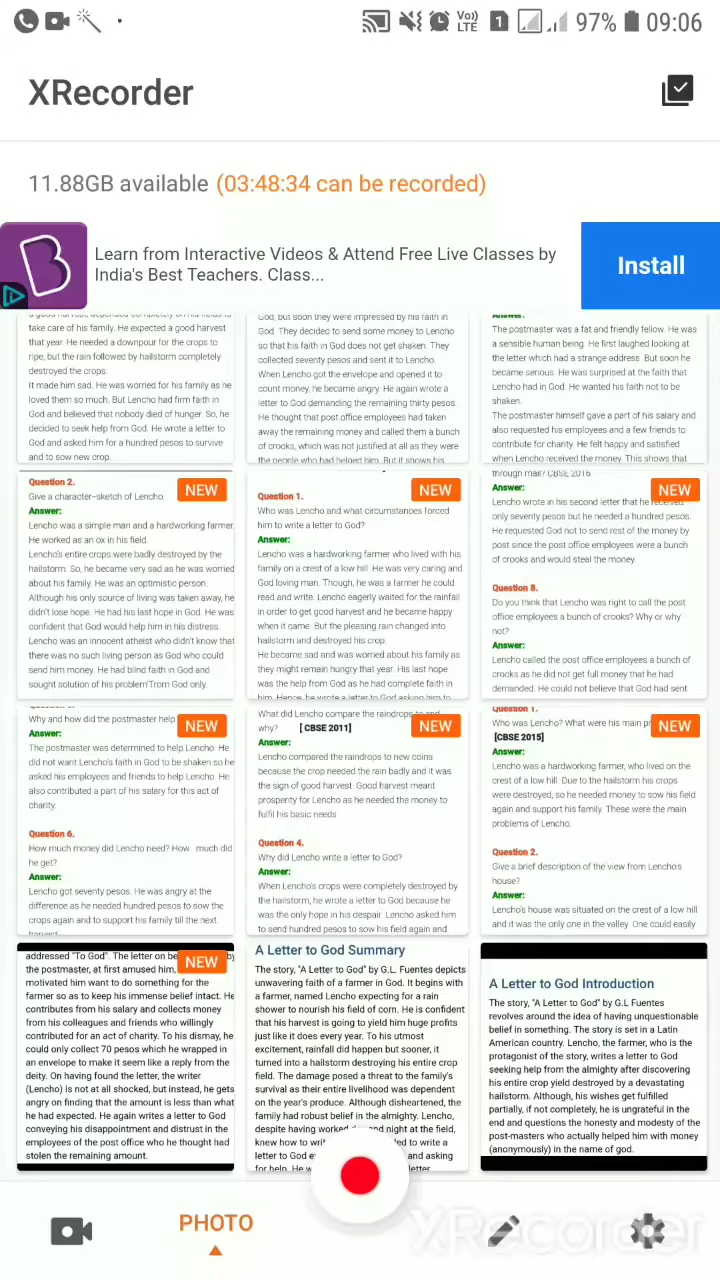 Vo))
LTE
1
97%
09:06
XRecorder
11.88GB available (03:48:34 can be recorded)
Learn from Interactive Videos & Attend Free Live Classes by
India's Best Teachers. Class...
Install
take care of his family. He expected a good harvest
that year. He needed a downpour for the crops to
ripe, but the rain followed by hailstorm completely
destroyed the crops.
It made him sad. He was worried for his family as he
loved them so much. But Lencho had firm faith in
God and believed that nobody died of hunger. So, he
decided to seek help from God. He wrote a letter to
God and asked him for a hundred pesos to survive
and to sow new crop.
God, but soon they were impressed by his faith in
God. They decided to send some money to Lencho
so that his faith in God does not get shaken. They
collected seventy pesos and sent it to Lencho.
When Lencho got the envelope and opened it to
count money, he became angry. He again wrote a
letter to God demanding the remaining thirty pesos.
He thought that post office employees had taken
away the remaining money and called them a bunch
of crooks, which was not justified at all as they were
the people who had helped him. But it shows his
Answer:
The postmaster was a fat and friendly fellow. He was
a sensible human being. He first laughed looking at
the letter which had a strange address. But soon he
became serious. He was surprised at the faith that
Lencho had in God. He wanted his faith not to be
shaken.
The postmaster himself gave a part of his salary and
also requested his employees and a few friends to
contribute for charity. He felt happy and satisfied
when Lencho received the money. This shows that
Question 2.
NEW
Give a character–sketch of Lencho
Answer:
Lencho was a simple man and a hardworking farmer.
He worked as an ox in his field.
Lencho's entire crops were badly destroyed by the
hailstorm. So, he became very sad as he was worried
about his family. He was an optimistic person.
Although his only source of living was taken away, he
didn't lose hope. He had his last hope in God. He was
confident that God would help him in his distress.
Lencho was an innocent atheist who didn't know that
there was no such living person as God who could
send him money. He had blind faith in God and
sought solution of his problem'Trom God only.
NEW
Question 1.
Who was Lencho and what circumstances forced
him to write a letter to God?
Answer:
Lencho was a hardworking farmer who lived with his
family on a crest of a low hill. He was very caring and
God loving man. Though, he was a farmer he could
read and write. Lencho eagerly waited for the rainfall
in order to get good harvest and he became happy
when it came. But the pleasing rain changed into
hailstorm and destroyed his crop.
He became sad and was worried about his family as
they might remain hungry that year. His last hope
was the help from God as he had complete faith in
him. Hence, he wrote a letter to God asking him to
through mail? CBSE 2016
Answer:
NEW
Lencho wrote in his second letter that he received
only seventy pesos but he needed a hundred pesos.
He requested God not to send rest of the money by
post since the post office employees were a bunch
of crooks and would steal the money.
Question 8.
Do you think that Lencho was right to call the post
office employees a bunch of crooks? Why or why
not?
Answer:
Lencho called the post office employees a bunch of
crooks as he did not get full money that he had
demanded. He could not believe that God had sent
Why and how did the postmaster help
NEW
Answer:
The postmaster was determined to help Lencho. He
did not want Lencho's faith in God to be shaken so he
asked his employees and friends to help Lencho. He
also contributed a part of his salary for this act of
charity.
Question 6.
How much money did Lencho need? How much did
he get?
Answer:
Lencho got seventy pesos. He was angry at the
difference as he needed hundred pesos to sow the
crops again and to support his family till the next
harvest
What did Lencho compare the raindrops to and
why? [ CBSE 2011]
NEW
Answer:
Lencho compared the raindrops to new coins
because the crop needed the rain badly and it was
the sign of good harvest. Good harvest meant
prosperity for Lencho as he needed the money to
fulfil his basic needs
Question 4.
Why did Lencho write a letter to God?
Answer:
When Lencho's crops were completely destroyed by
the hailstorm, he wrote a letter to God because he
was the only hope in his despair. Lencho asked him
to send hundred pesos to sow his field again and
Question 1.
Who was Lencho? What were his main pr
NEW
[CBSE 2015]
Answer:
Lencho was a hardworking farmer, who lived on the
crest of a low hill. Due to the hailstorm his crops
were destroyed, so he needed money to sow his field
again and support his family. These were the main
problems of Lencho.
Question 2.
Give a brief description of the view from Lencho's
house?
Answer:
Lencho's house was situated on the crest of a low hill
and it was the only one in the valley. One could easily
addressed "To God". The letter on be by
NEW
the postmaster, at first amused him,
motivated him want to do something for the
farmer so as to keep his immense belief intact. He
contributes from his salary and collects money
from his colleagues and friends who willingly
contributed for an act of charity. To his dismay, he
could only collect 70 pesos which he wrapped in
an envelope to make it seem like a reply from the
deity. On having found the letter, the writer
(Lencho) is not at all shocked, but instead, he gets
angry on finding that the amount is less than what
he had expected. He again writes a letter to God
conveying his disappointment and distrust in the
employees of the post office who he thought had
stolen the remaining amount.
A Letter to God Summary
The story, "A Letter to God" by G.L. Fuentes depicts
unwavering faith of a farmer in God. It begins with
a farmer, named Lencho expecting for a rain
shower to nourish his field of corn. He is confident
that his harvest is going to yield him huge profits
just like it does every year. To his utmost
excitement, rainfall did happen but sooner, it
turned into a hailstorm destroying his entire crop
field. The damage posed a threat to the family's
survival as their entire livelihood was dependent
on the year's produce. Although disheartened, the
family had robust belief in the almighty. Lencho,
despite having worked and night at the field,
knew how to wri ed to write a
letter to God and asking
for help. He w letter
A Letter to God Introduction
The story, "A Letter to God" by G.L Fuentes
revolves around the idea of having unquestionable
belief in something. The story is set in a Latin
American country. Lencho, the farmer, who is the
protagonist of the story, writes a letter to God
seeking help from the almighty after discovering
his entire crop yield destroyed by a devastating
hailstorm. Although, his wishes get fulfilled
partially, if not completely, he is ungrateful in the
end and questions the honesty and modesty of the
post-masters who actually helped him with money
(anonymously) in the name of god.
PHOTO
XRecorder